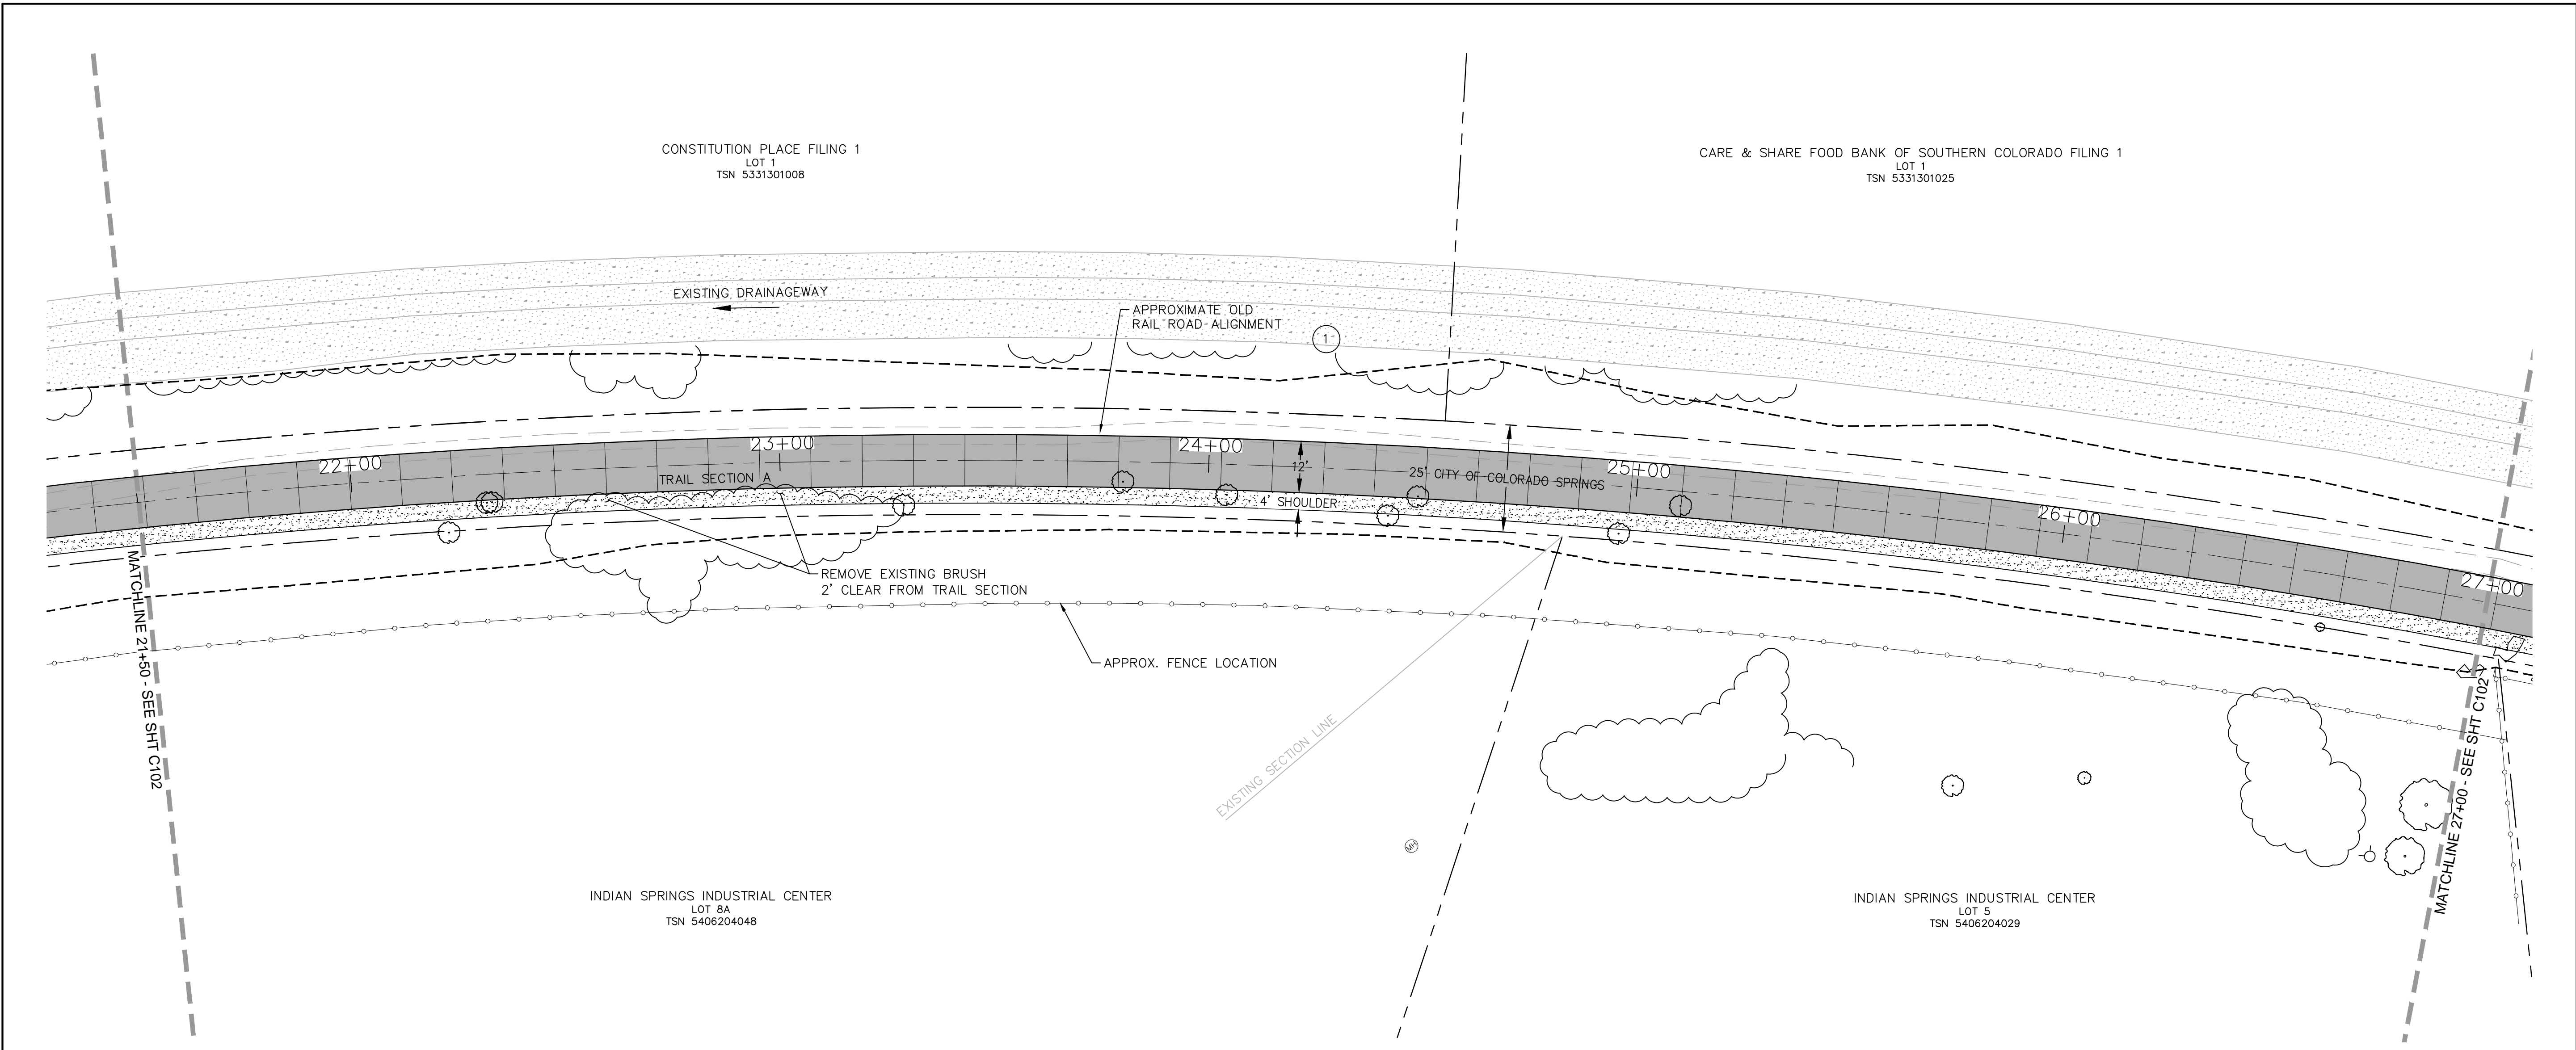 CONSTITUTION PLACE FILING 1
LOT 1
TSN 5331301008
CARE & SHARE FOOD BANK OF SOUTHERN COLORADO FILING 1
LOT 1
TSN 5331301025
EXISTING DRAINAGEWAY
APPROXIMATE OLD
RAIL ROAD ALIGNMENT
1
22+00
23+00
24+00
25+00
26+00
27+00
TRAIL SECTION A
12'
25' CITY OF COLORADO SPRINGS
4' SHOULDER
REMOVE EXISTING BRUSH
2' CLEAR FROM TRAIL SECTION
APPROX. FENCE LOCATION
EXISTING SECTION LINE
MH
MATCHLINE 21+50 - SEE SHT C102
MATCHLINE 27+00 - SEE SHT C102
INDIAN SPRINGS INDUSTRIAL CENTER
LOT 8A
TSN 5406204048
INDIAN SPRINGS INDUSTRIAL CENTER
LOT 5
TSN 5406204029